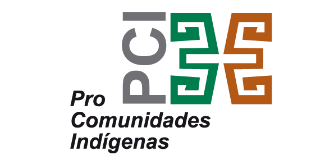 PCI
Pro
Comunidades
Indígenas